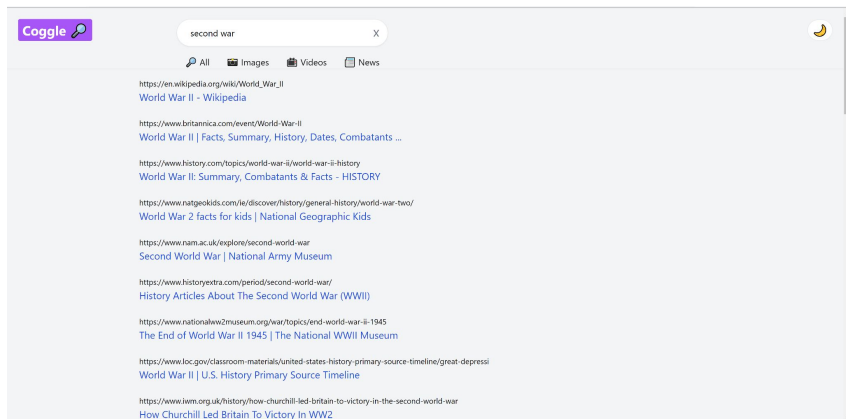 Coggle
second war X
All Images Videos News
https://en.wikipedia.org/wiki/World_War_II
World War II - Wikipedia
https://www.britannica.com/event/World-War-II
World War II | Facts, Summary, History, Dates, Combatants ...
https://www.history.com/topics/world-war-ii/world-war-ii-history
World War II: Summary, Combatants & Facts - HISTORY
https://www.natgeokids.com/ie/discover/history/general-history/world-war-two/
World War 2 facts for kids | National Geographic Kids
https://www.nam.ac.uk/explore/second-world-war
Second World War | National Army Museum
https://www.historyextra.com/period/second-world-war/
History Articles About The Second World War (WWII)
https://www.nationalww2museum.org/war/topics/end-world-war-ii-1945
The End of World War II 1945 | The National WWII Museum
https://www.loc.gov/classroom-materials/united-states-history-primary-source-timeline/great-depressi
World War II | U.S. History Primary Source Timeline
https://www.iwm.org.uk/history/how-churchill-led-britain-to-victory-in-the-second-world-war
How Churchill Led Britain To Victory In WW2